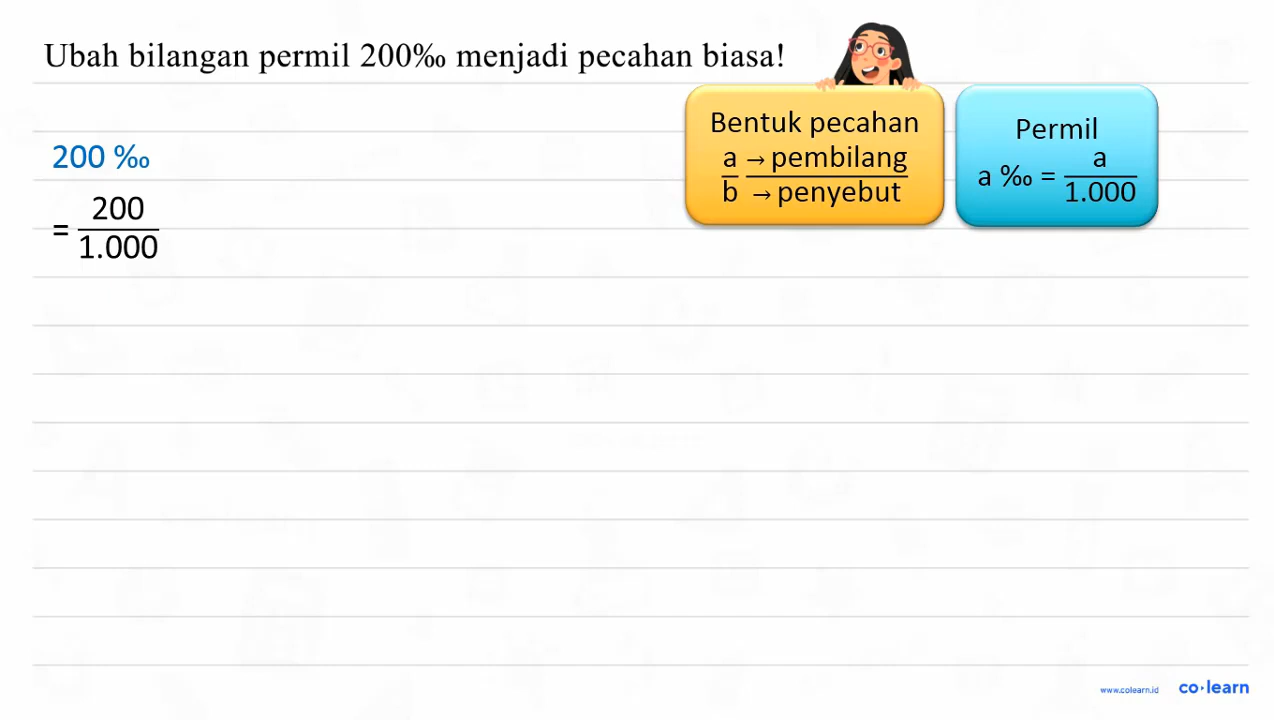 Ubah bilangan permil 200‰ menjadi pecahan biasa!
200 ‰
= 200
1.000
Bentuk pecahan
a → pembilang
b → penyebut
Permil
a ‰ = a
1.000
www.colearn.id co·learn